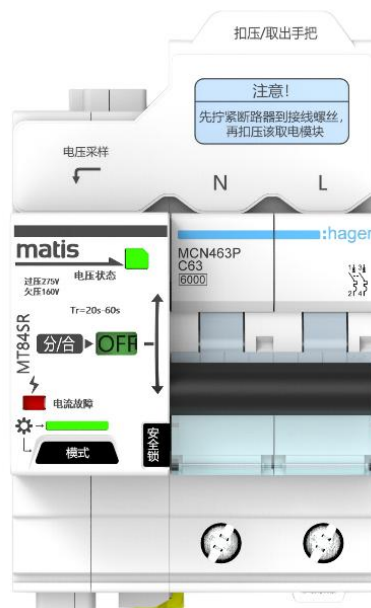 扣压/取出手把
注意!
先拧紧断路器到接线螺丝，
再扣压该取电模块
电压采样
N
L
matis
:hager
MCN463P
C63
6000
电压状态
过压275V
欠压160V
Tr=20s-60s
MT84SR
分/合
OFF
电流故障
模式
安全锁